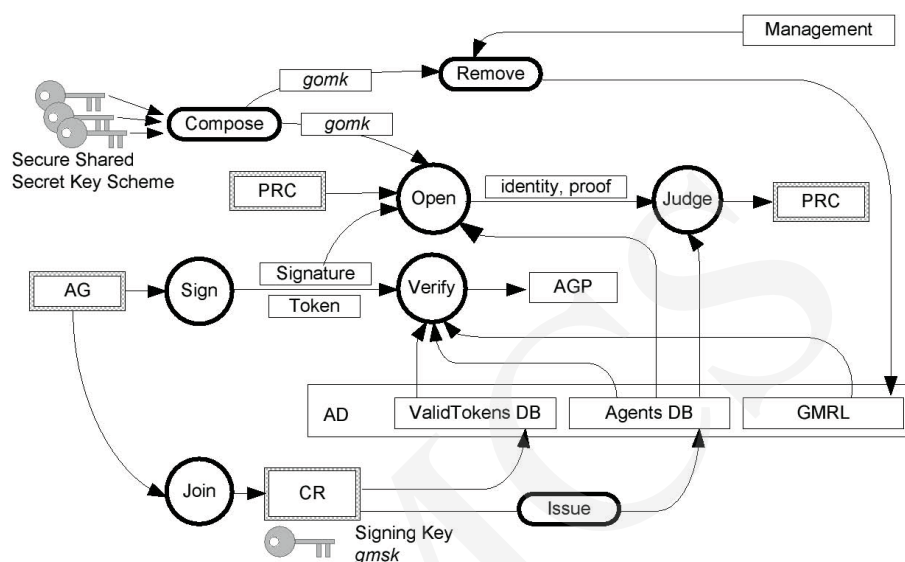 Management
gomk
Remove
Compose
gomk
Secure Shared
Secret Key Scheme
PRC
Open
identity, proof
Judge
PRC
AG
Sign
Signature
Token
Verify
AGP
AD
ValidTokens DB
Agents DB
GMRL
Join
CR
Issue
Signing Key
gmsk
MCS